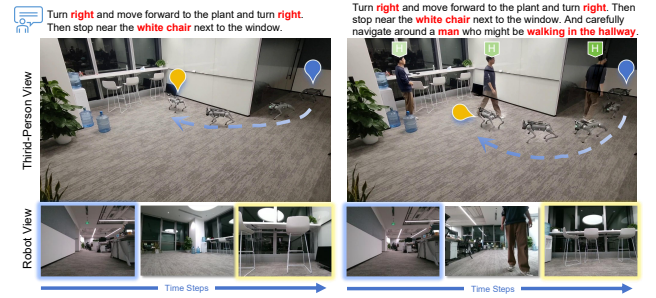 Turn right and move forward to the plant and turn right.
Then stop near the white chair next to the window.
Turn right and move forward to the plant and turn right. Then
stop near the white chair next to the window. And carefully
navigate around a man who might be walking in the hallway.
Thirid-Person View
H
H
H
Robot View
Time Steps
Time Steps